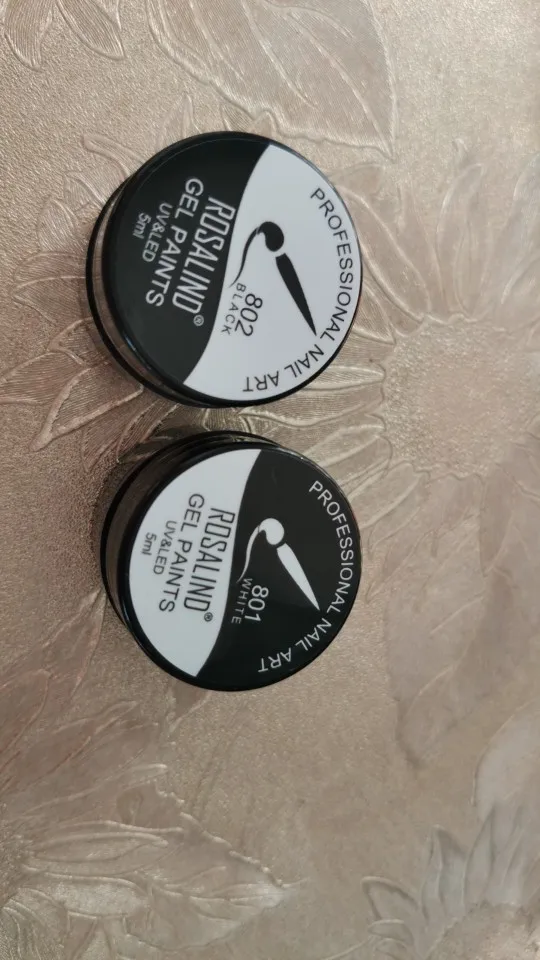 PROFESSIONAL NAIL ART
802
BLACK
ROSALIND®
GEL PAINTS
UV&LED
5ml
PROFESSIONAL NAIL ART
801
WHITE
ROSALIND®
GEL PAINTS
UV&LED
5ml